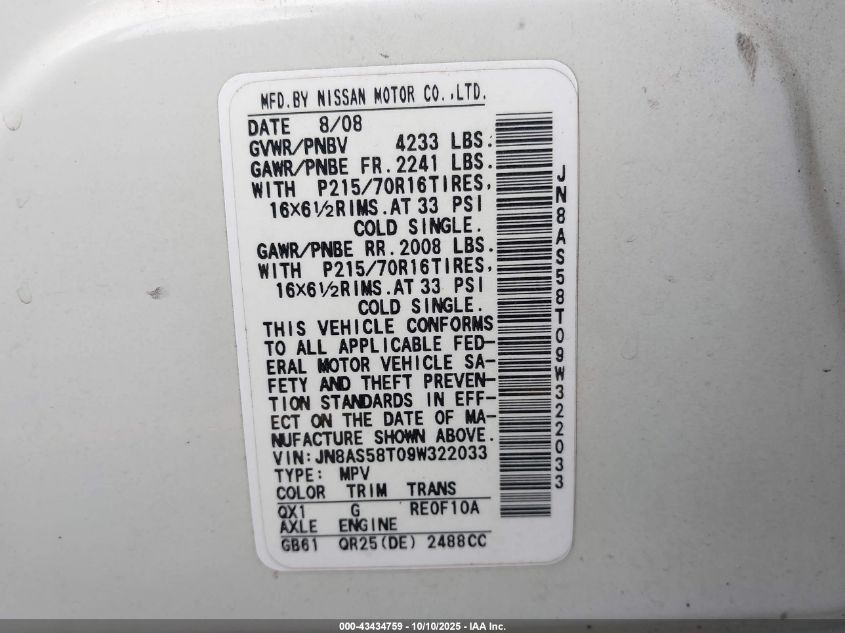 MFD.BY NISSAN MOTOR CO.,LTD.
DATE 8/08
GVWR/PNBV 4233 LBS.
GAWR/PNBE FR.2241 LBS.
WITH P215/70R16TIRES,
16X6½RIMS.AT 33 PSI
COLD SINGLE.
GAWR/PNBE RR.2008 LBS.
WITH P215/70R16TIRES,
16X6½RIMS.AT 33 PSI
COLD SINGLE.
THIS VEHICLE CONFORMS
TO ALL APPLICABLE FED-
ERAL MOTOR VEHICLE SA-
FETY AND THEFT PREVEN-
TION STANDARDS IN EFF-
ECT ON THE DATE OF MA-
NUFACTURE SHOWN ABOVE.
VIN:JN8AS58T09W322033
TYPE: MPV
COLOR TRIM TRANS
QX1 G RE0F10A
AXLE ENGINE
GB61 QR25(DE) 2488CC
JN8AS58T09W322033
000-43434759 - 10/10/2025 - IAA Inc.